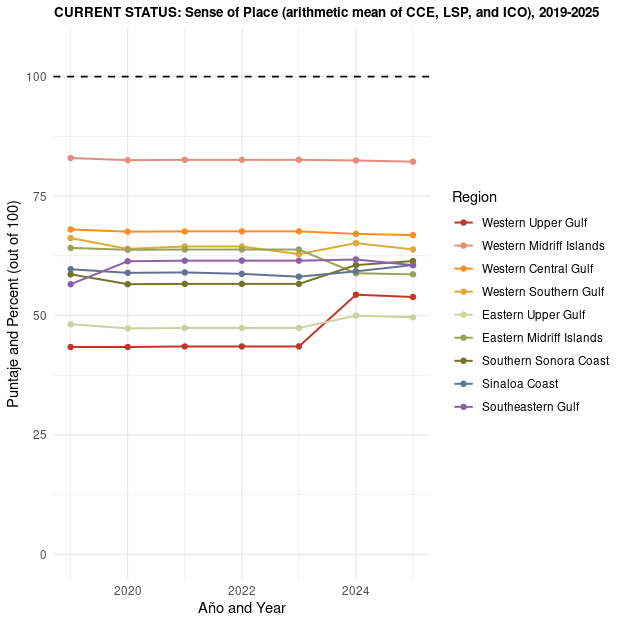 CURRENT STATUS: Sense of Place (arithmetic mean of CCE, LSP, and ICO), 2019-2025
100
75
50
25
0
Puntaje and Percent (out of 100)
2020
2022
2024
Año and Year
Region
Western Upper Gulf
Western Midriff Islands
Western Central Gulf
Western Southern Gulf
Eastern Upper Gulf
Eastern Midriff Islands
Southern Sonora Coast
Sinaloa Coast
Southeastern Gulf